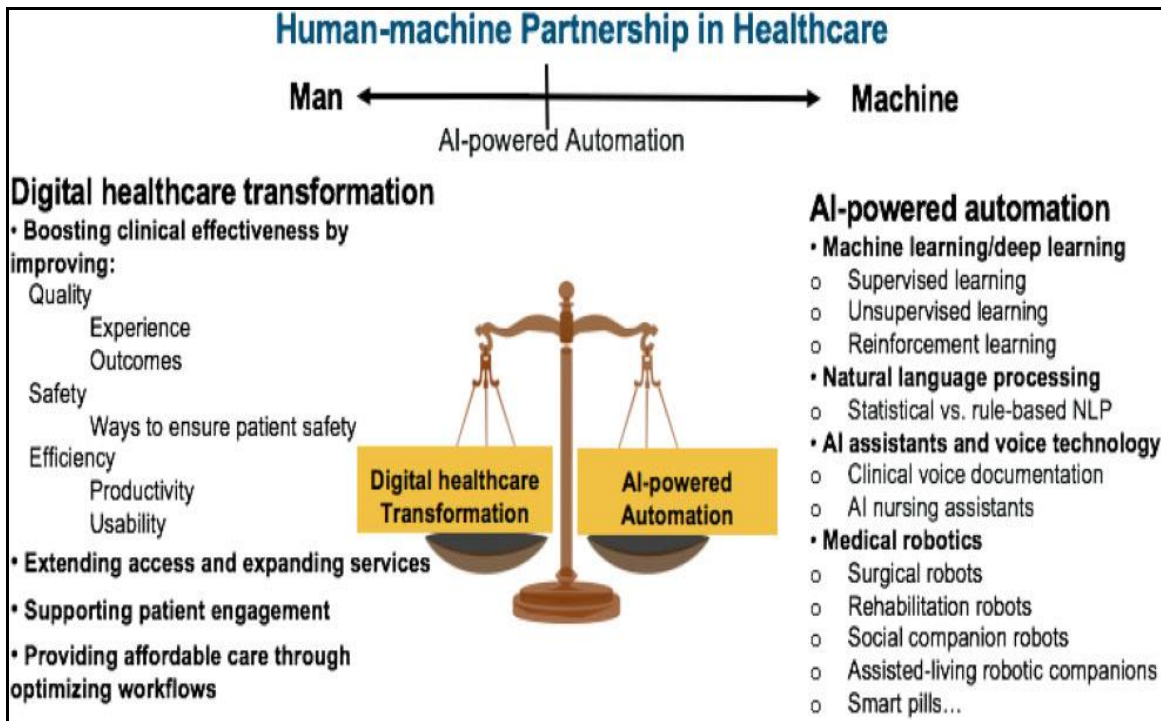 Human-machine Partnership in Healthcare
Man
Machine
AI-powered Automation
Digital healthcare transformation
• Boosting clinical effectiveness by
improving:
Quality
Experience
Outcomes
Safety
Ways to ensure patient safety
Efficiency
Productivity
Usability
• Extending access and expanding services
• Supporting patient engagement
• Providing affordable care through
optimizing workflows
Digital healthcare
Transformation
AI-powered
Automation
AI-powered automation
• Machine learning/deep learning
o Supervised learning
o Unsupervised learning
o Reinforcement learning
• Natural language processing
o Statistical vs. rule-based NLP
• AI assistants and voice technology
o Clinical voice documentation
o AI nursing assistants
• Medical robotics
o Surgical robots
o Rehabilitation robots
o Social companion robots
o Assisted-living robotic companions
o Smart pills…